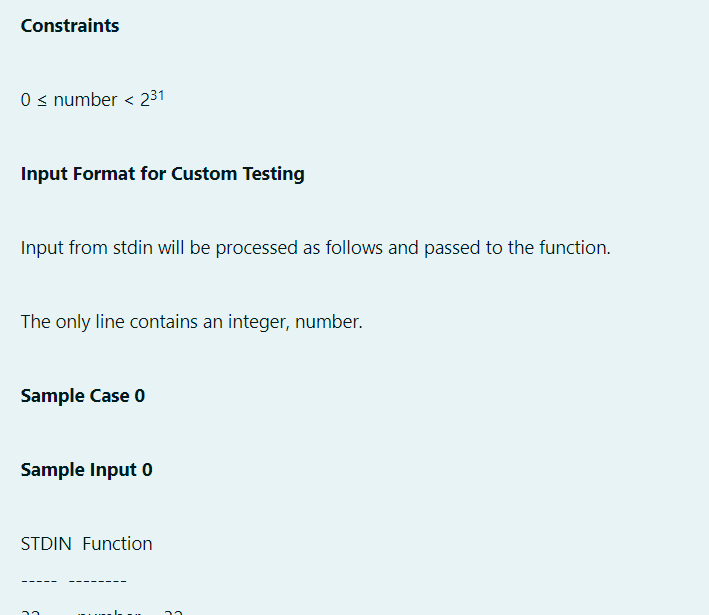 Constraints
0 ≤ number < 2³¹
Input Format for Custom Testing
Input from stdin will be processed as follows and passed to the function.
The only line contains an integer, number.
Sample Case 0
Sample Input 0
STDIN  Function
-----  --------